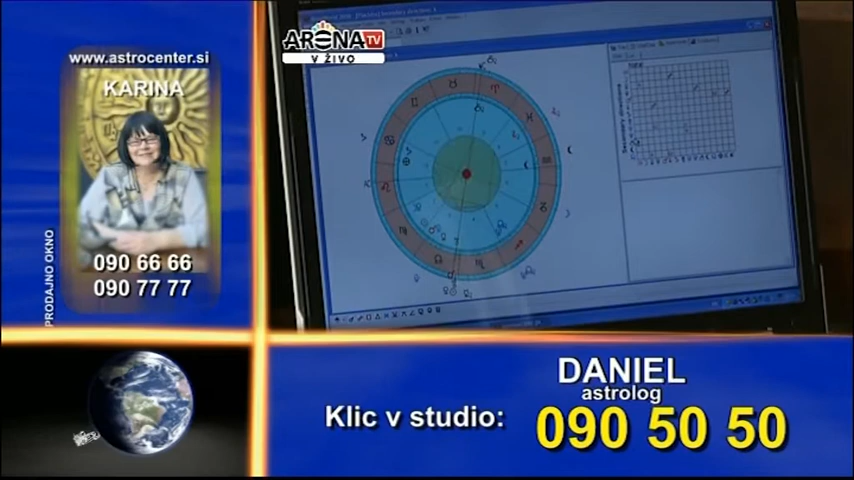 www.astrocenter.si
KARINA
090 66 66
090 77 77
PRODAJNO OKNO
ARENA TV
V ŽIVO
DANIEL
astrolog
Klic v studio:
090 50 50